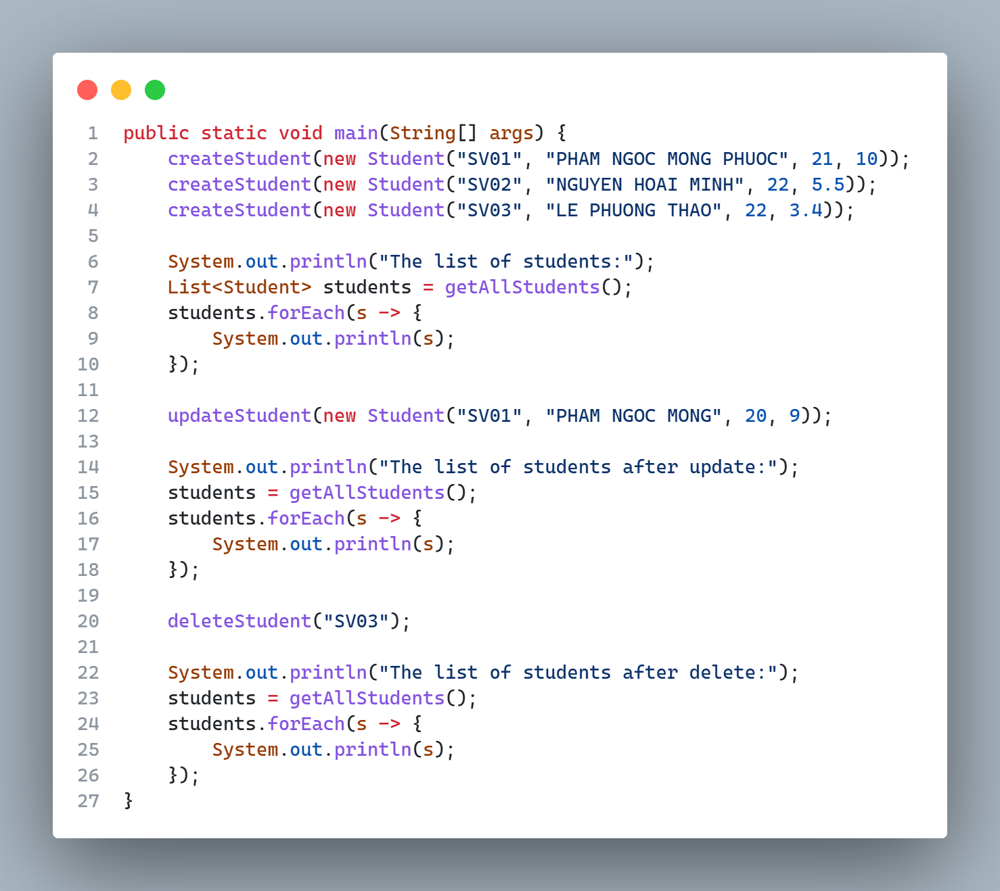 1 public static void main(String[] args) {
2     createStudent(new Student("SV01", "PHAM NGOC MONG PHUOC", 21, 10));
3     createStudent(new Student("SV02", "NGUYEN HOAI MINH", 22, 5.5));
4     createStudent(new Student("SV03", "LE PHUONG THAO", 22, 3.4));
5
6     System.out.println("The list of students:");
7     List<Student> students = getAllStudents();
8     students.forEach(s -> {
9         System.out.println(s);
10     });
11
12     updateStudent(new Student("SV01", "PHAM NGOC MONG", 20, 9));
13
14     System.out.println("The list of students after update:");
15     students = getAllStudents();
16     students.forEach(s -> {
17         System.out.println(s);
18     });
19
20     deleteStudent("SV03");
21
22     System.out.println("The list of students after delete:");
23     students = getAllStudents();
24     students.forEach(s -> {
25         System.out.println(s);
26     });
27 }